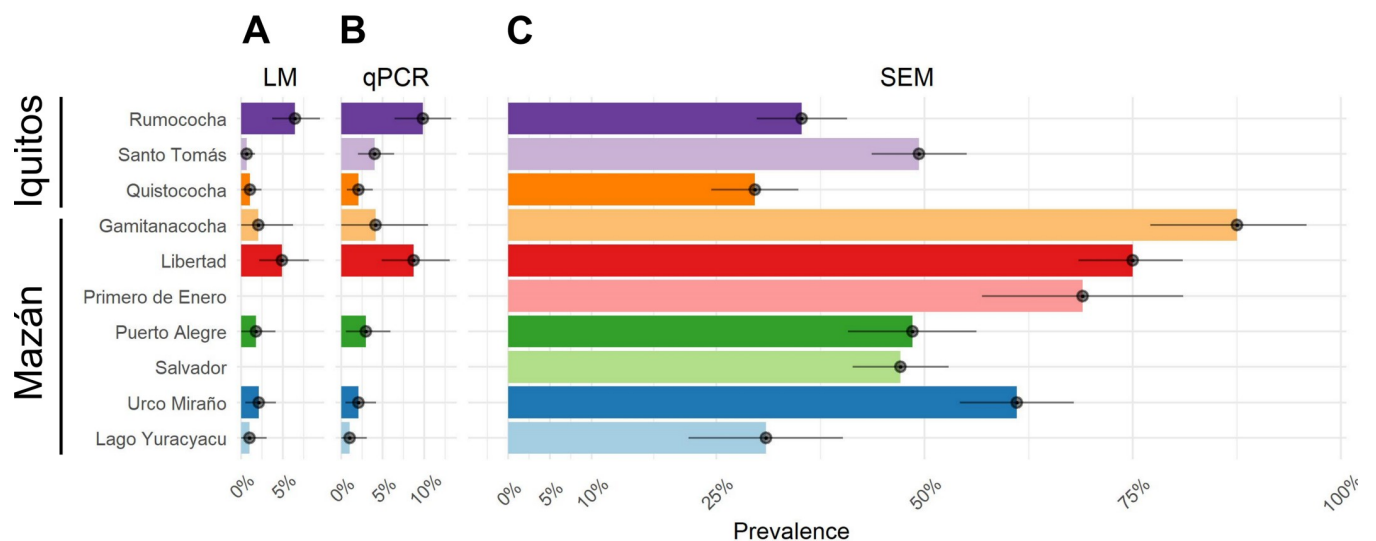 A B C
LM qPCR SEM
Iquitos
Rumococha
Santo Tomás
Quistococha
Mazán
Gamitanacocha
Libertad
Primero de Enero
Puerto Alegre
Salvador
Urco Miraño
Lago Yuracyacu
0% 5% 0% 5% 10% 0% 5% 10% 25% 50% 75% 100%
Prevalence